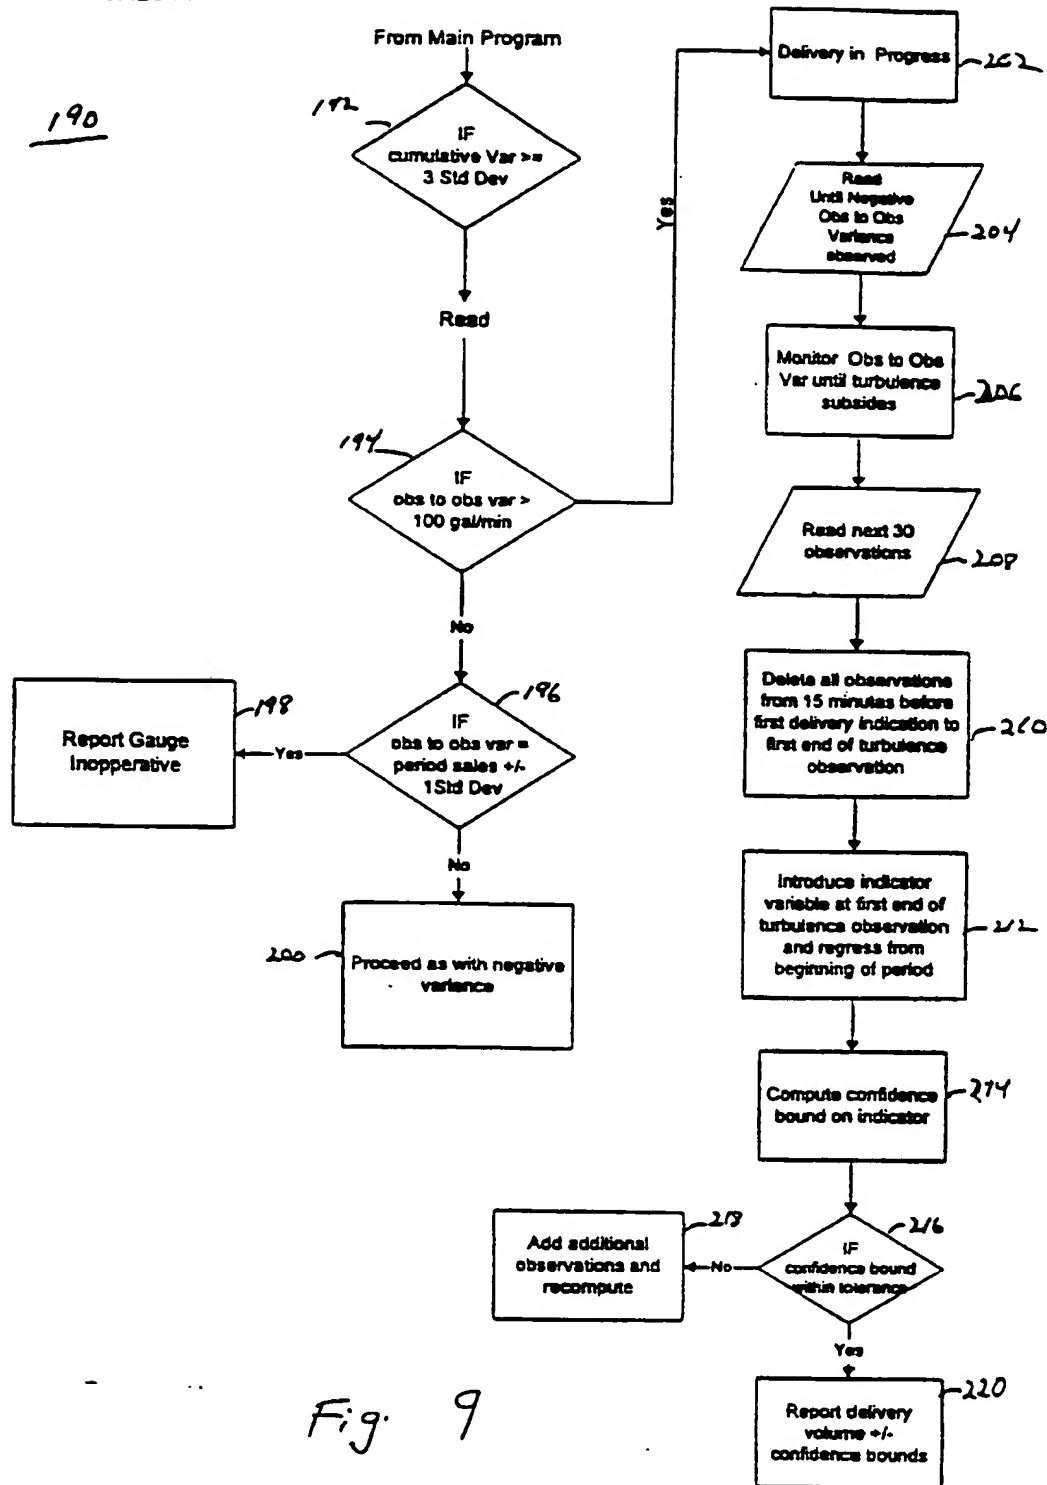 From Main Program
190
192
IF
cumulative Var >=
3 Std Dev
Read
194
IF
obs to obs var >
100 gal/min
Yes
No
196
IF
obs to obs var =
period sales +/-
1Std Dev
Yes
198
Report Gauge
Inopperative
No
200
Proceed as with negative
variance
Delivery in Progress
202
Read
Until Negative
Obs to Obs
Variance
observed
204
Monitor Obs to Obs
Var until turbulence
subsides
206
Read next 30
observations
208
Delete all observations
from 15 minutes before
first delivery indication to
first end of turbulence
observation
210
Introduce indicator
variable at first end of
turbulence observation
and regress from
beginning of period
212
Compute confidence
bound on indicator
214
IF
confidence bound
within tolerance
216
No
218
Add additional
observations and
recompute
Yes
220
Report delivery
volume +/-
confidence bounds
Fig. 9